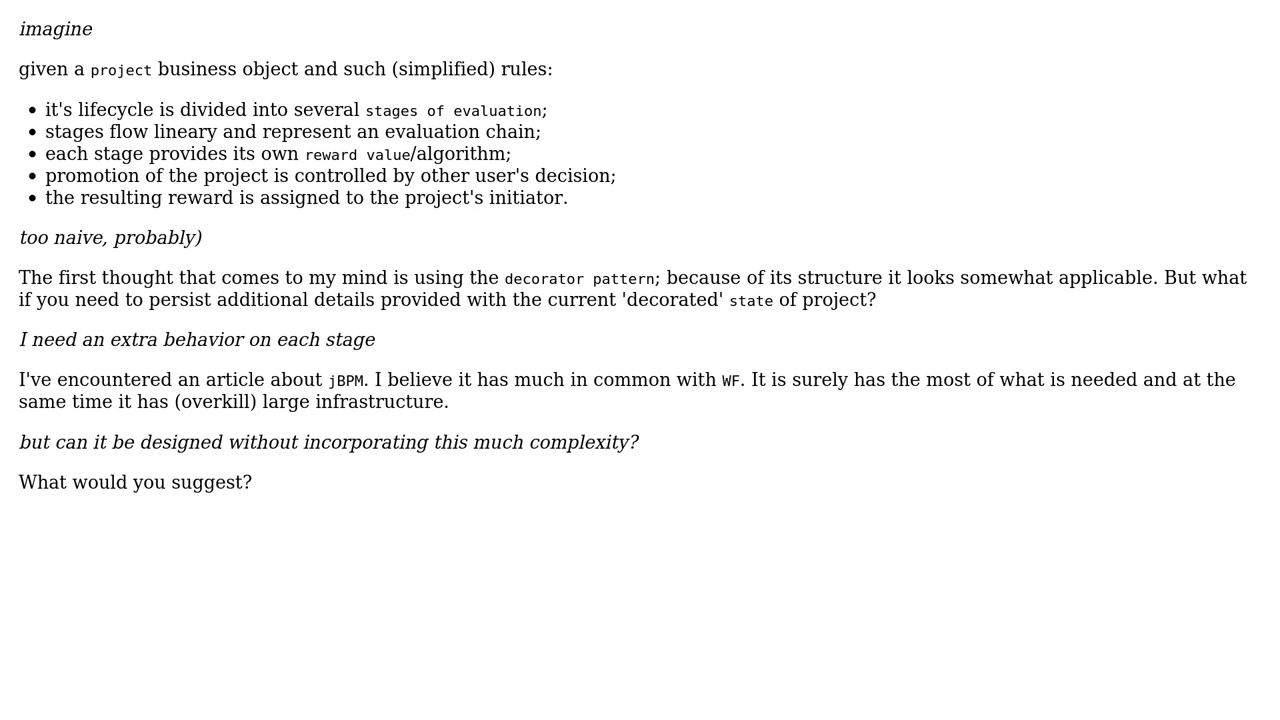 imagine
given a project business object and such (simplified) rules:
• it's lifecycle is divided into several stages of evaluation;
• stages flow lineary and represent an evaluation chain;
• each stage provides its own reward value/algorithm;
• promotion of the project is controlled by other user's decision;
• the resulting reward is assigned to the project's initiator.
too naive, probably)
The first thought that comes to my mind is using the decorator pattern; because of its structure it looks somewhat applicable. But what
if you need to persist additional details provided with the current 'decorated' state of project?
I need an extra behavior on each stage
I've encountered an article about jBPM. I believe it has much in common with WF. It is surely has the most of what is needed and at the
same time it has (overkill) large infrastructure.
but can it be designed without incorporating this much complexity?
What would you suggest?